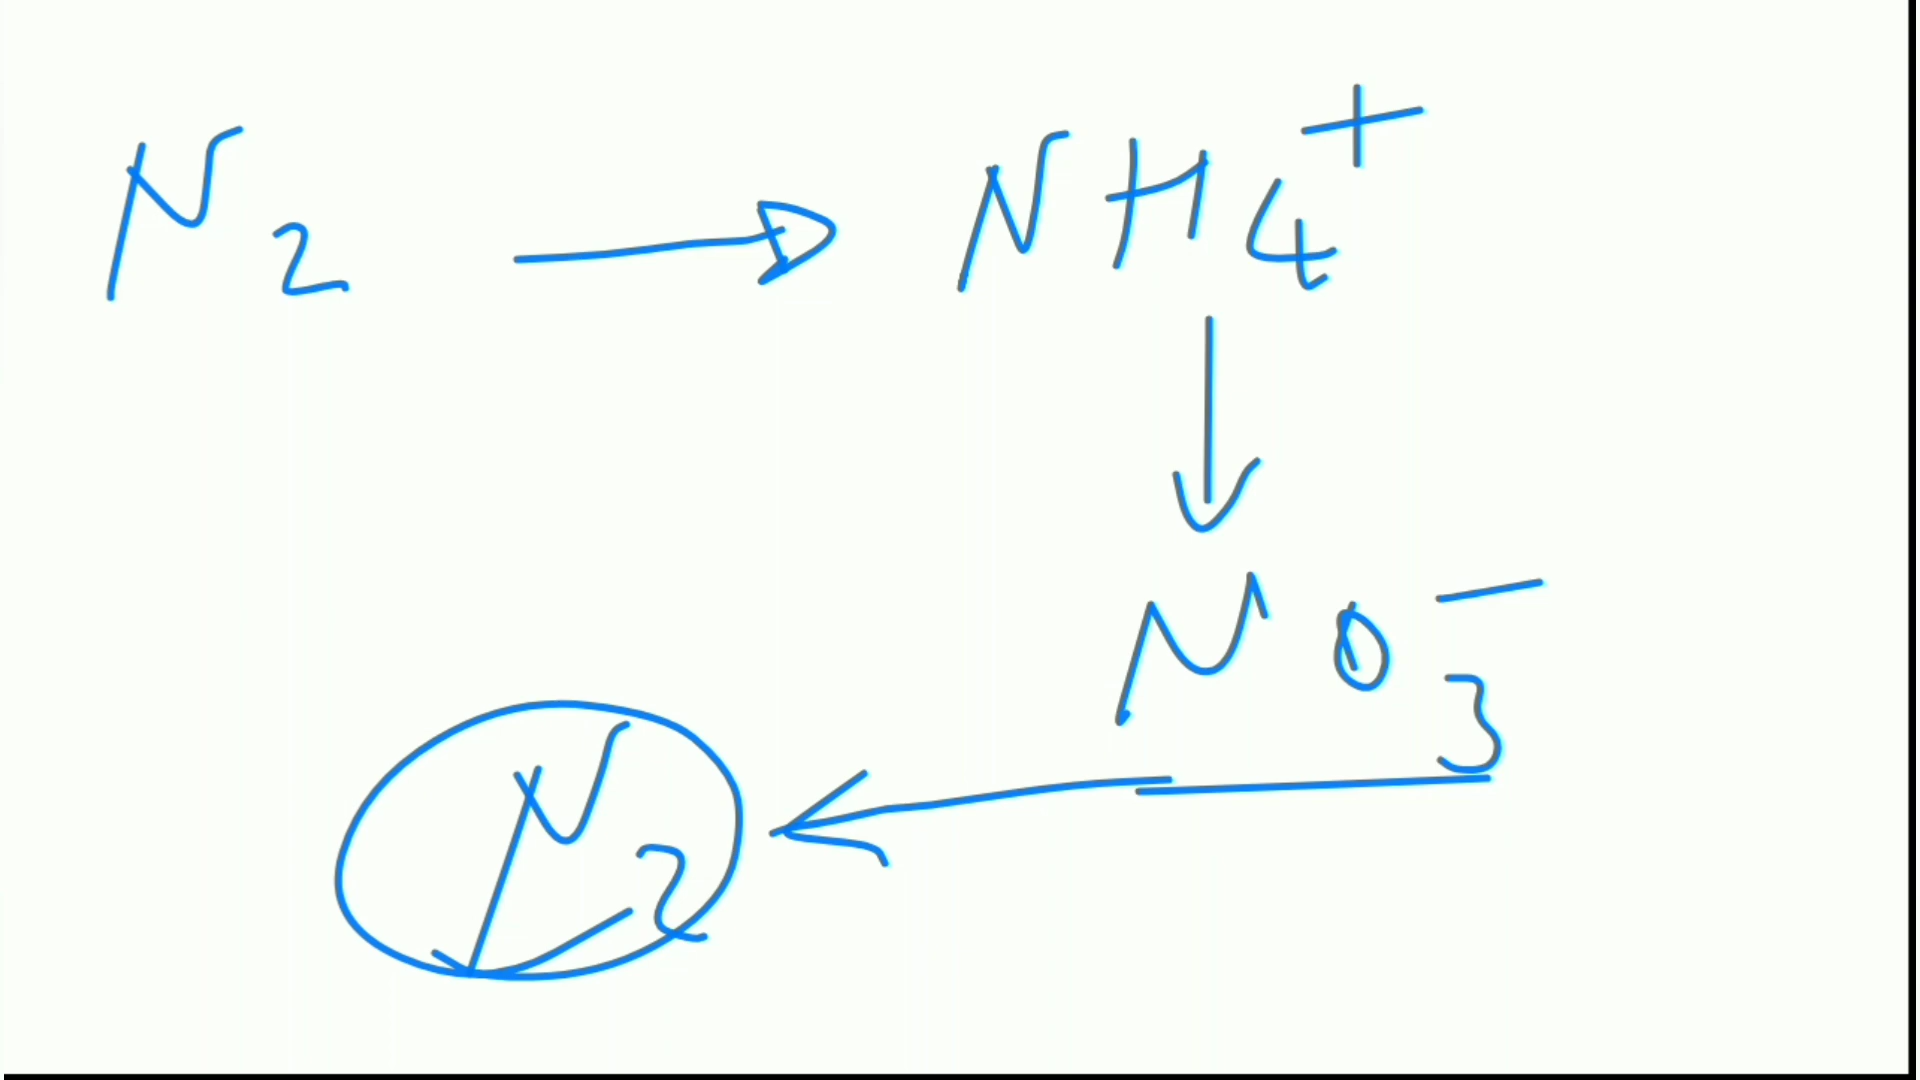 N2 → NH4+
↓
NO3-
← N2